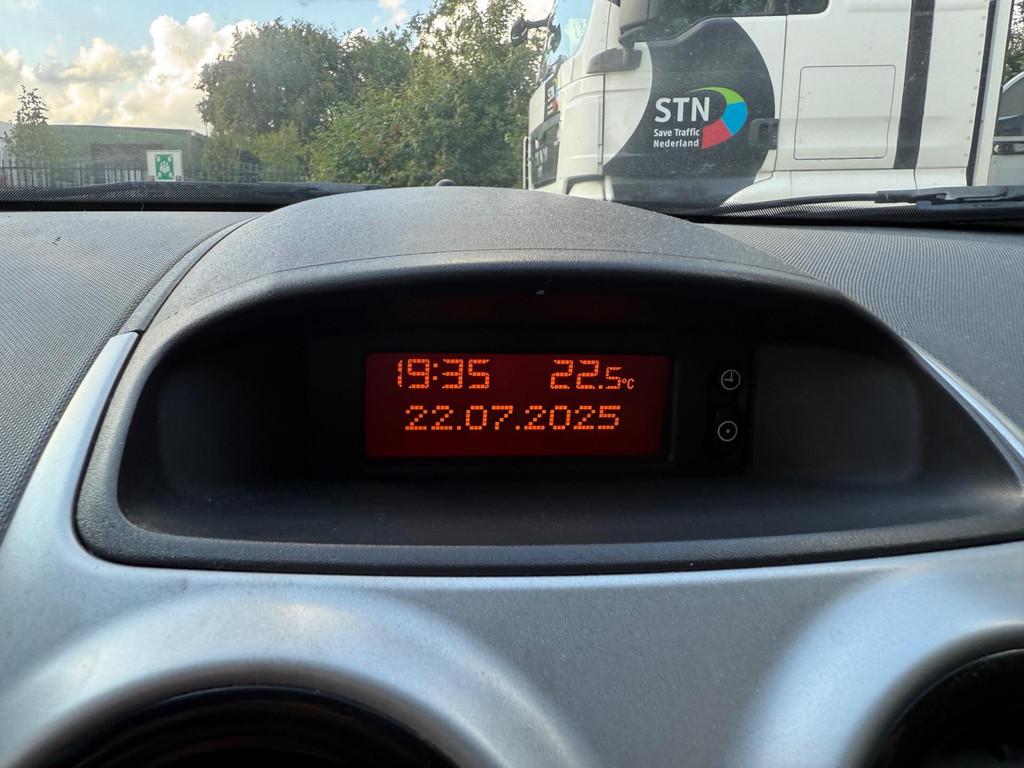 STN
Save Traffic
Nederland
19:35 22.5°C
22.07.2025